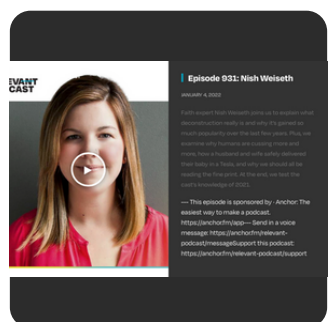 EVANT
CAST
Episode 931: Nish Weiseth
JANUARY 4, 2022
Faith expert Nish Weiseth joins us to explain what
deconstruction really is and why it's gained so
much popularity over the last few years. Plus, we
examine why humans are cussing more and
more, how a husband and wife safely delivered
their baby in a Tesla, and why we should all be
reading the fine print. At the end, we test the
cast's knowledge of 2021.
--- This episode is sponsored by · Anchor: The
easiest way to make a podcast.
https://anchor.fm/app--- Send in a voice
message: https://anchor.fm/relevant-
podcast/messageSupport this podcast:
https://anchor.fm/relevant-podcast/support